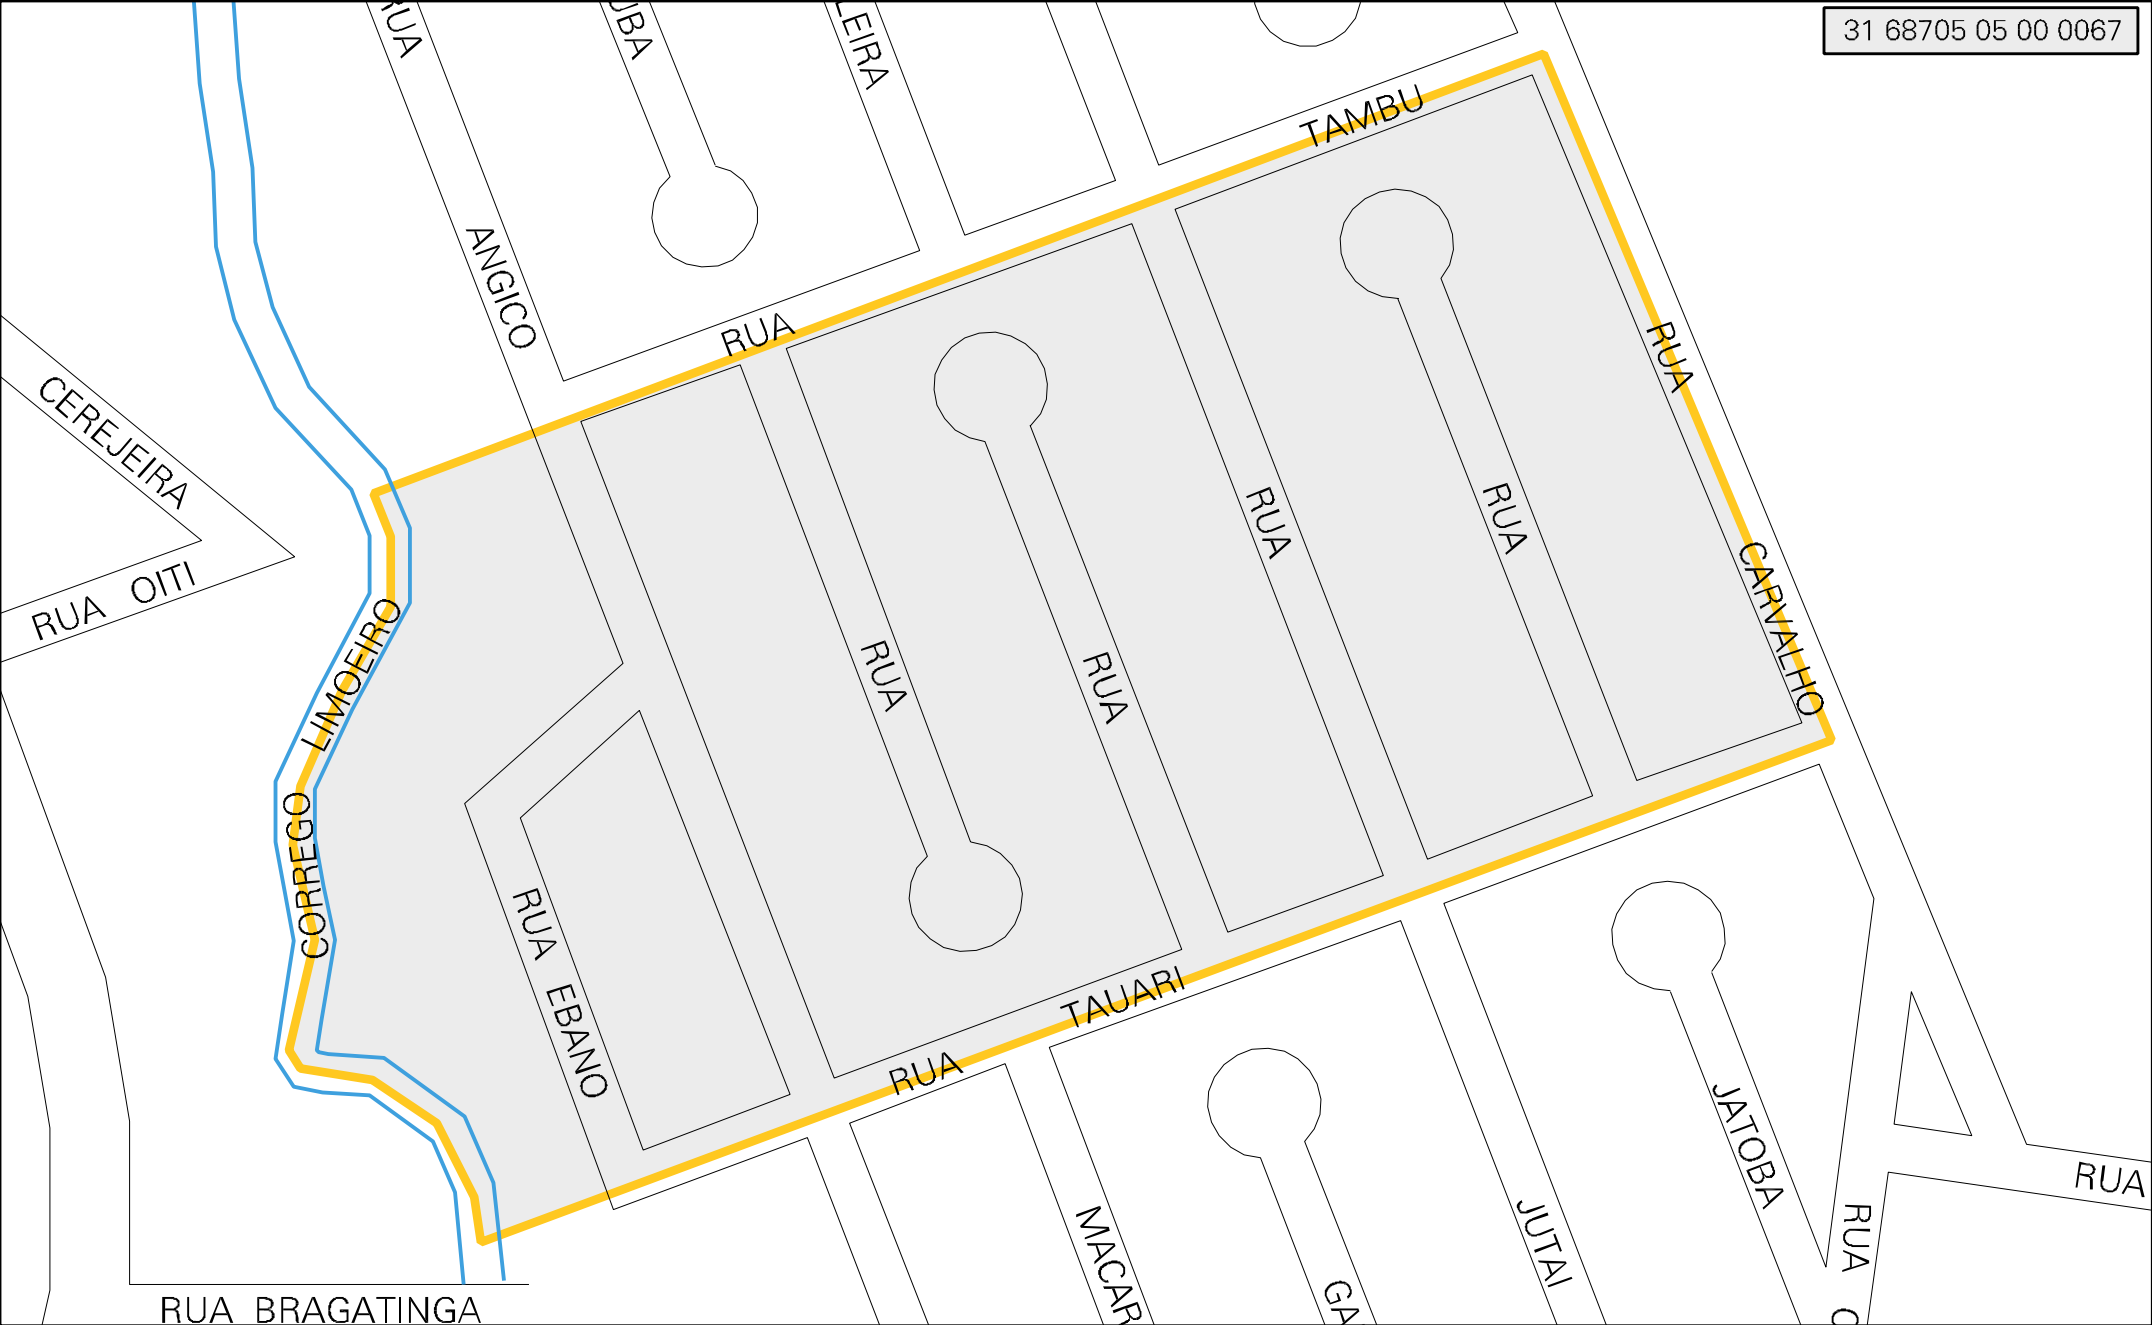 31 68705 05 00 0067
RUA
ANGICO
RUA TAMBU
CEREJEIRA
RUA OITI
CORREGO LIMOEIRO
RUA CARVALHO
RUA
RUA
RUA
RUA
RUA EBANO
RUA TAUARI
JATOBA
JUTAI
RUA
RUA
RUA BRAGATINGA